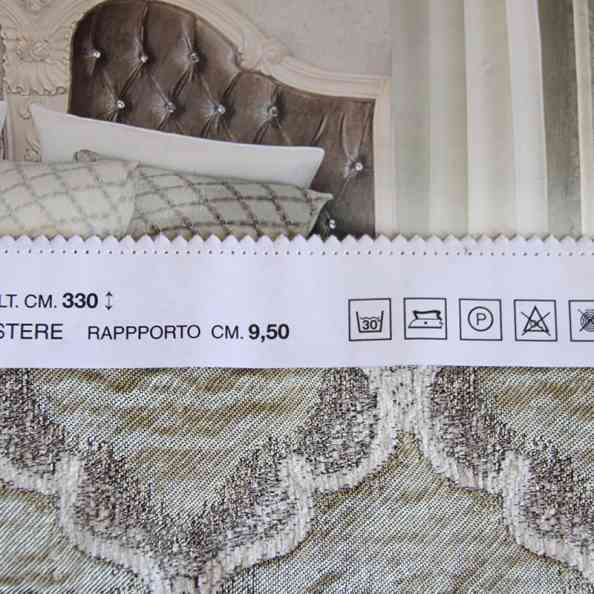 LT. CM. 330 ↕
STERE RAPPPORTO CM. 9,50
30 P